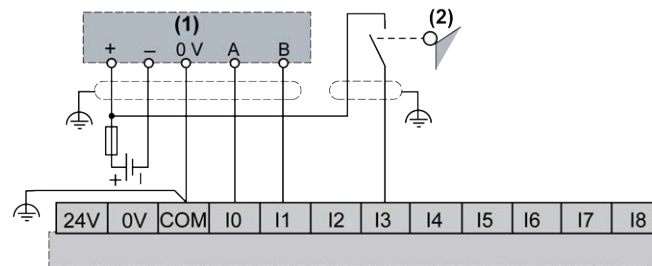 (1)
(2)
+ – 0 V A B
+ –
24V 0V COM I0 I1 I2 I3 I4 I5 I6 I7 I8